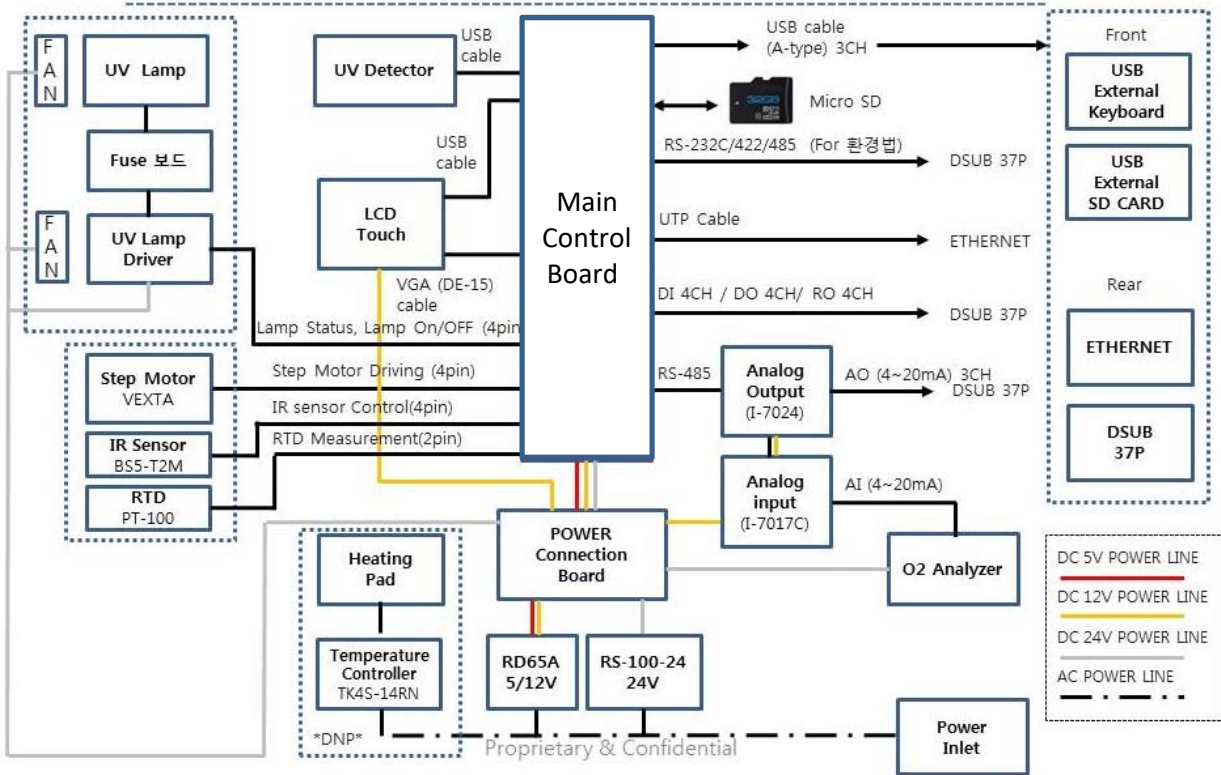 F
A
N
UV Lamp
Fuse 보드
F
A
N
UV Lamp
Driver
UV Detector
USB
cable
USB
cable
LCD
Touch
VGA (DE-15)
cable
Lamp Status, Lamp On/OFF (4pin
Step Motor
VEXTA
Step Motor Driving (4pin)
IR sensor Control(4pin)
IR Sensor
BS5-T2M
RTD Measurement(2pin)
RTD
PT-100
Main
Control
Board
USB cable
(A-type) 3CH
32GB
Micro SD
RS-232C/422/485 (For 환경법)
DSUB 37P
UTP Cable
ETHERNET
DI 4CH / DO 4CH/ RO 4CH
DSUB 37P
RS-485
Analog
Output
(I-7024)
AO (4~20mA) 3CH
DSUB 37P
Analog
input
(I-7017C)
AI (4~20mA)
O2 Analyzer
POWER
Connection
Board
Heating
Pad
Temperature
Controller
TK4S-14RN
*DNP*
RD65A
5/12V
RS-100-24
24V
Proprietary & Confidential
Power
Inlet
Front
USB
External
Keyboard
USB
External
SD CARD
Rear
ETHERNET
DSUB
37P
DC 5V POWER LINE
DC 12V POWER LINE
DC 24V POWER LINE
AC POWER LINE